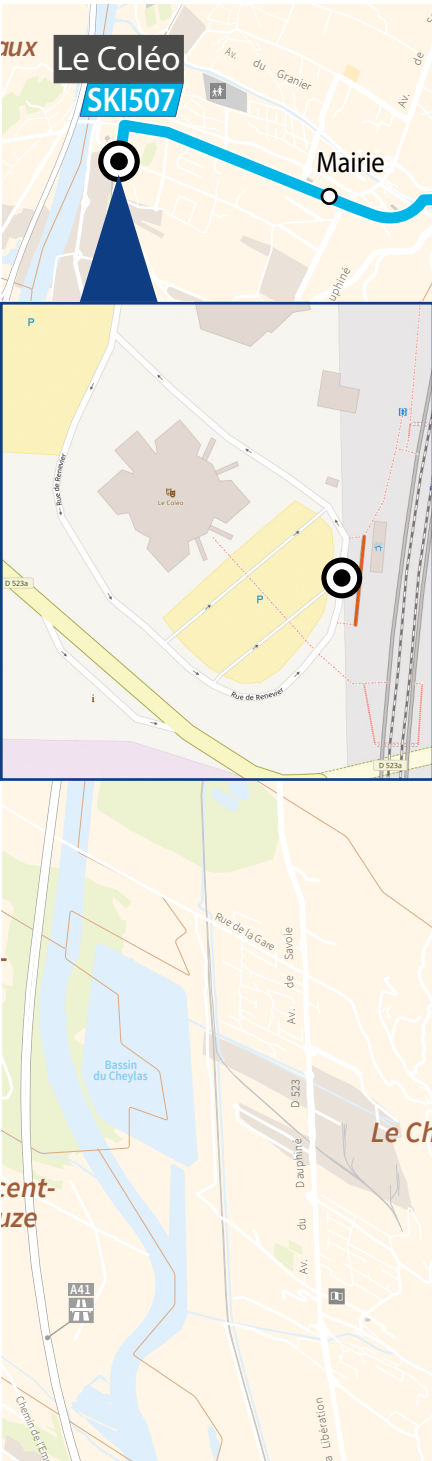 aux
Le Coléo
SKI507
Av. du Granier
Av. de
Mairie
uphiné
P
Rue de Renevier
Le Coléo
D 523a
P
i
Rue de Renevier
D 523a
Rue de la Gare
Av. de Savoie
Bassin
du Cheylas
D 523
Le Ch
Av. du Dauphiné
cent-
uze
A41
Chemin de l'Em
a Libération